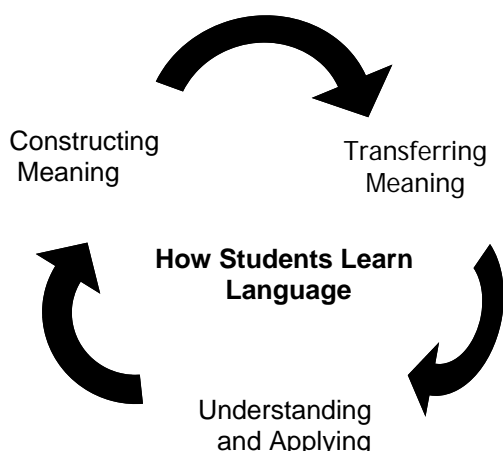 Constructing
Meaning
Transferring
Meaning
How Students Learn
Language
Understanding
and Applying